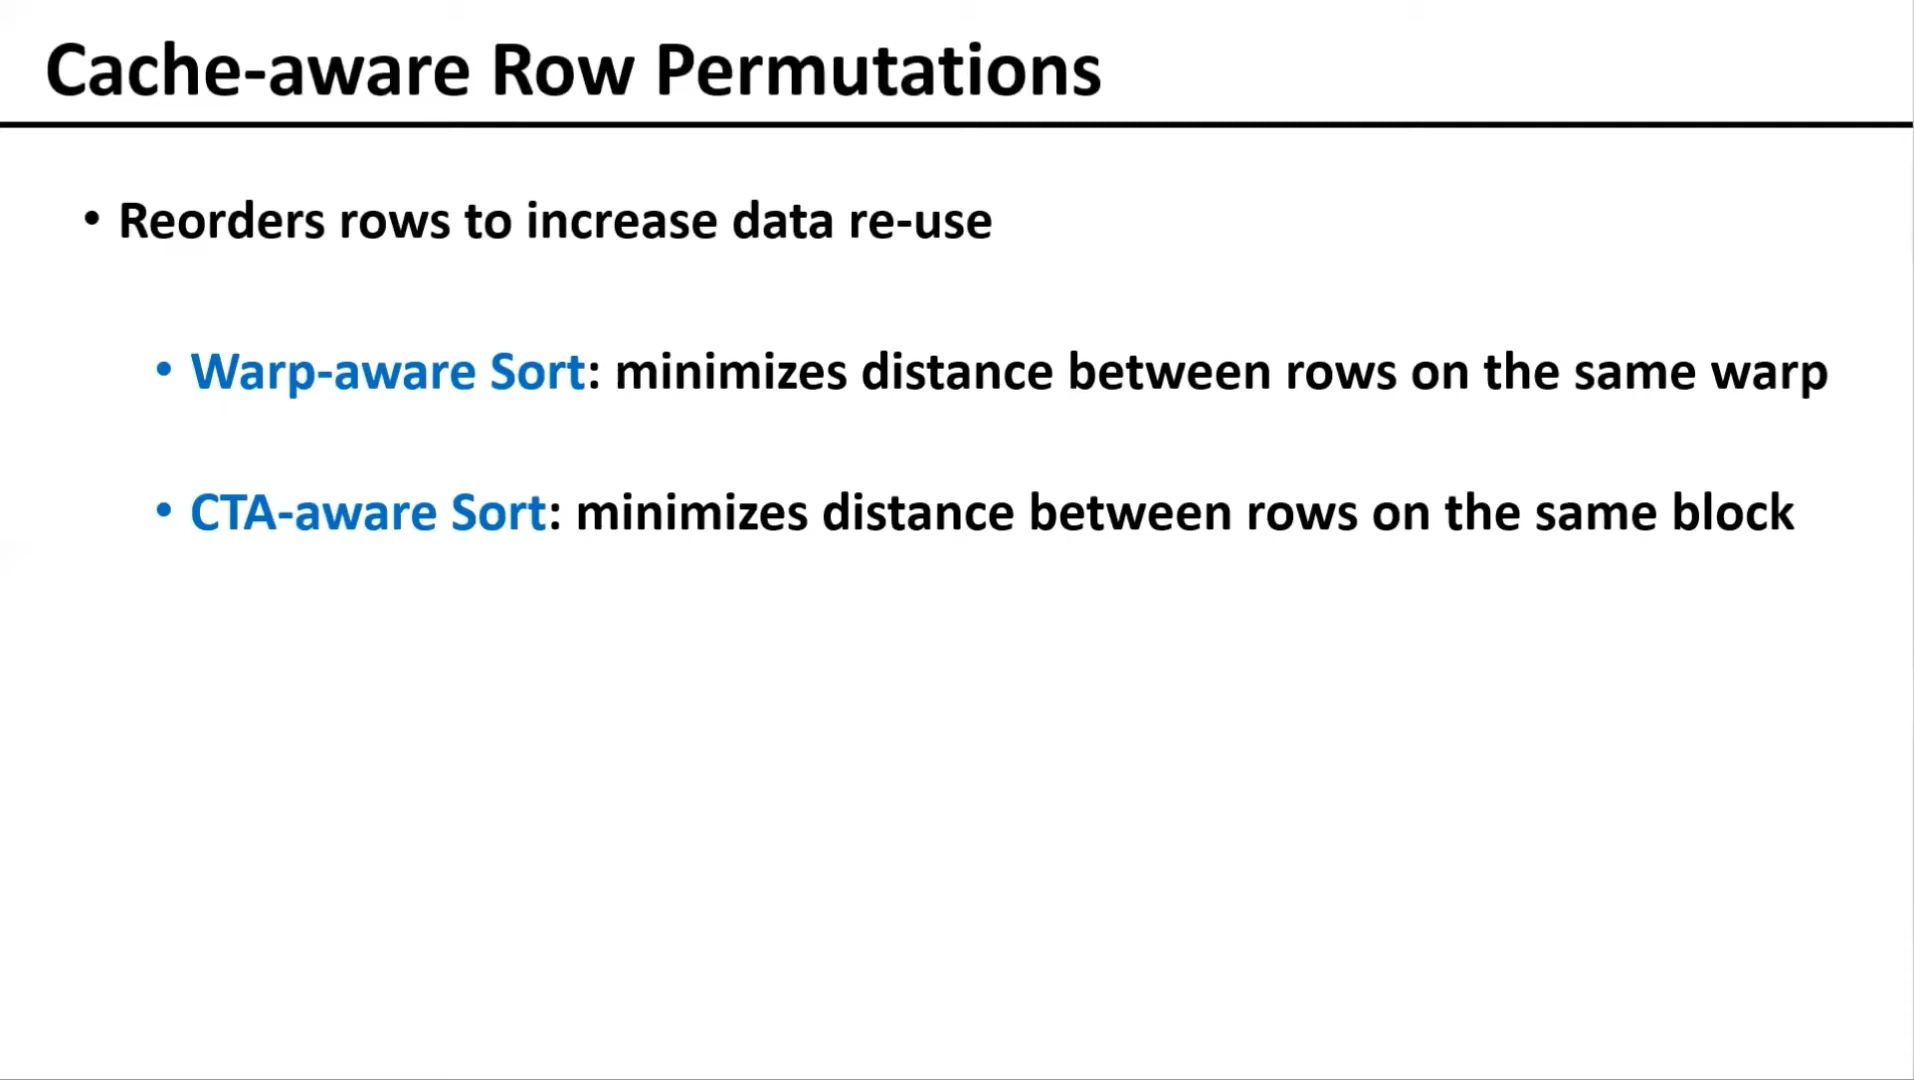 Cache-aware Row Permutations
• Reorders rows to increase data re-use
• Warp-aware Sort: minimizes distance between rows on the same warp
• CTA-aware Sort: minimizes distance between rows on the same block